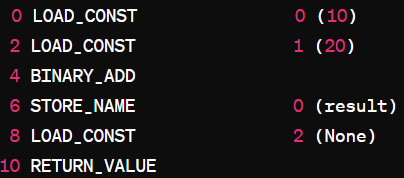 0 LOAD_CONST 0 (10)
2 LOAD_CONST 1 (20)
4 BINARY_ADD
6 STORE_NAME 0 (result)
8 LOAD_CONST 2 (None)
10 RETURN_VALUE